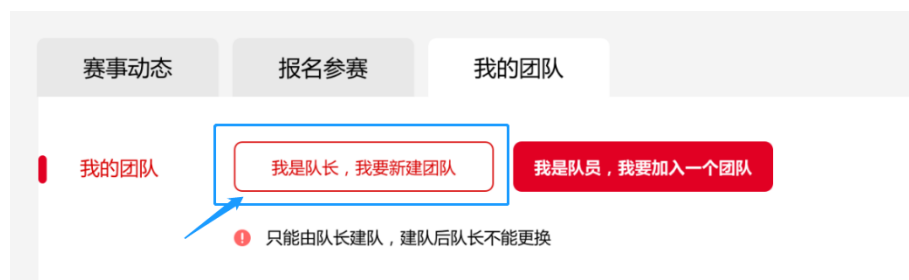 赛事动态 报名参赛 我的团队
我的团队 我是队长，我要新建团队 我是队员，我要加入一个团队
只能由队长建队，建队后队长不能更换